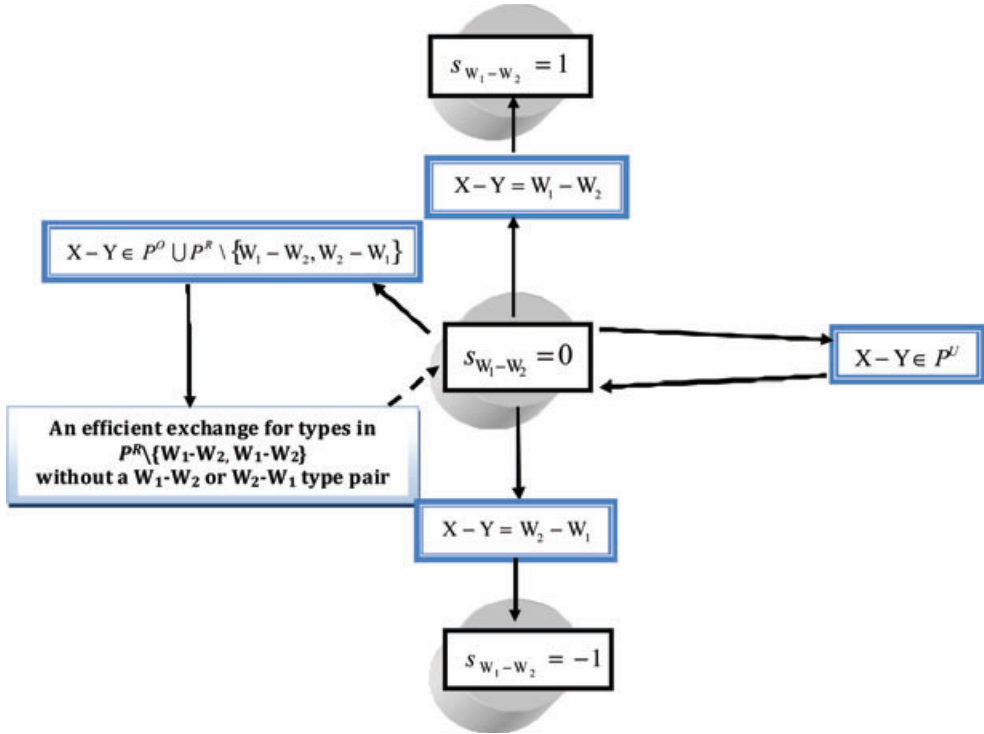 s_{W₁−W₂} = 1
X − Y = W₁ − W₂
X − Y ∈ P^O ⋃ P^R \ {W₁ − W₂, W₂ − W₁}
s_{W₁−W₂} = 0
X − Y ∈ P^U
An efficient exchange for types in
P^R\{W₁-W₂, W₁-W₂}
without a W₁-W₂ or W₂-W₁ type pair
X − Y = W₂ − W₁
s_{W₁−W₂} = −1